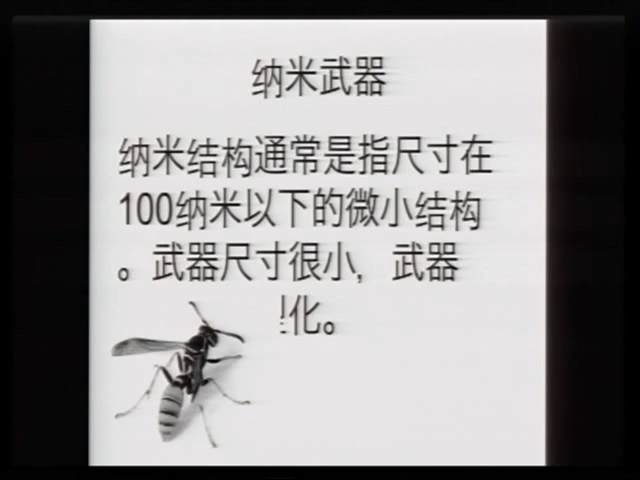 纳米武器
纳米结构通常是指尺寸在
100纳米以下的微小结构
。武器尺寸很小, 武器
化。